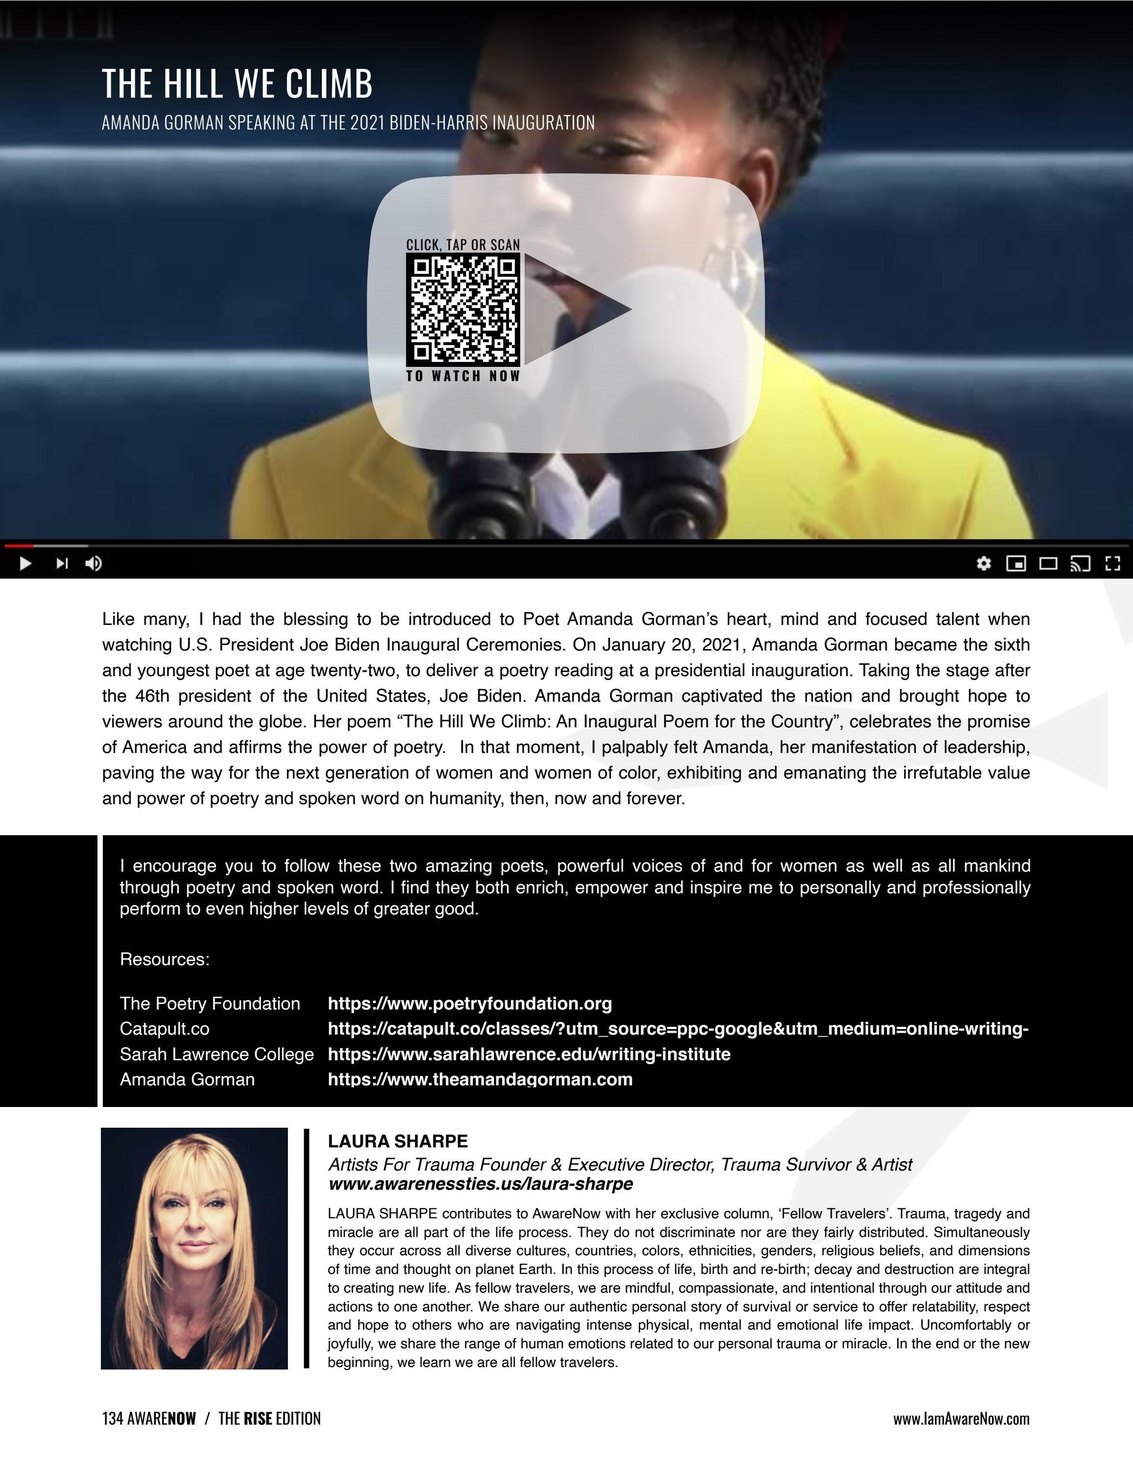 THE HILL WE CLIMB
AMANDA GORMAN SPEAKING AT THE 2021 BIDEN-HARRIS INAUGURATION
CLICK, TAP OR SCAN
TO WATCH NOW
Like many, I had the blessing to be introduced to Poet Amanda Gorman’s heart, mind and focused talent when
watching U.S. President Joe Biden Inaugural Ceremonies. On January 20, 2021, Amanda Gorman became the sixth
and youngest poet at age twenty-two, to deliver a poetry reading at a presidential inauguration. Taking the stage after
the 46th president of the United States, Joe Biden. Amanda Gorman captivated the nation and brought hope to
viewers around the globe. Her poem “The Hill We Climb: An Inaugural Poem for the Country”, celebrates the promise
of America and affirms the power of poetry. In that moment, I palpably felt Amanda, her manifestation of leadership,
paving the way for the next generation of women and women of color, exhibiting and emanating the irrefutable value
and power of poetry and spoken word on humanity, then, now and forever.
I encourage you to follow these two amazing poets, powerful voices of and for women as well as all mankind
through poetry and spoken word. I find they both enrich, empower and inspire me to personally and professionally
perform to even higher levels of greater good.
Resources:
The Poetry Foundation https://www.poetryfoundation.org
Catapult.co https://catapult.co/classes/?utm_source=ppc-google&utm_medium=online-writing-
Sarah Lawrence College https://www.sarahlawrence.edu/writing-institute
Amanda Gorman https://www.theamandagorman.com
LAURA SHARPE
Artists For Trauma Founder & Executive Director, Trauma Survivor & Artist
www.awarenessties.us/laura-sharpe
LAURA SHARPE contributes to AwareNow with her exclusive column, ‘Fellow Travelers’. Trauma, tragedy and
miracle are all part of the life process. They do not discriminate nor are they fairly distributed. Simultaneously
they occur across all diverse cultures, countries, colors, ethnicities, genders, religious beliefs, and dimensions
of time and thought on planet Earth. In this process of life, birth and re-birth; decay and destruction are integral
to creating new life. As fellow travelers, we are mindful, compassionate, and intentional through our attitude and
actions to one another. We share our authentic personal story of survival or service to offer relatability, respect
and hope to others who are navigating intense physical, mental and emotional life impact. Uncomfortably or
joyfully, we share the range of human emotions related to our personal trauma or miracle. In the end or the new
beginning, we learn we are all fellow travelers.
134 AWARENOW / THE RISE EDITION
www.IamAwareNow.com